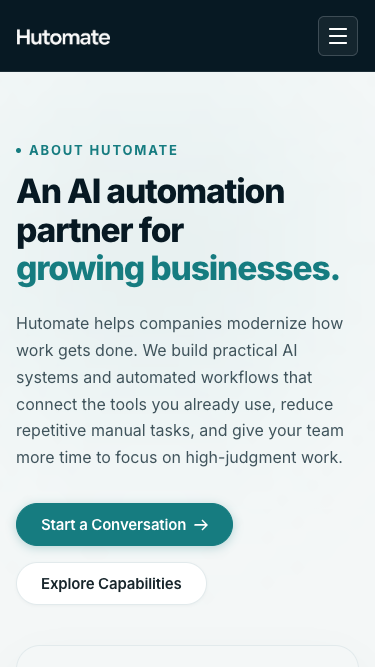 Hutomate
• ABOUT HUTOMATE
An AI automation
partner for
growing businesses.
Hutomate helps companies modernize how
work gets done. We build practical AI
systems and automated workflows that
connect the tools you already use, reduce
repetitive manual tasks, and give your team
more time to focus on high-judgment work.
Start a Conversation →
Explore Capabilities